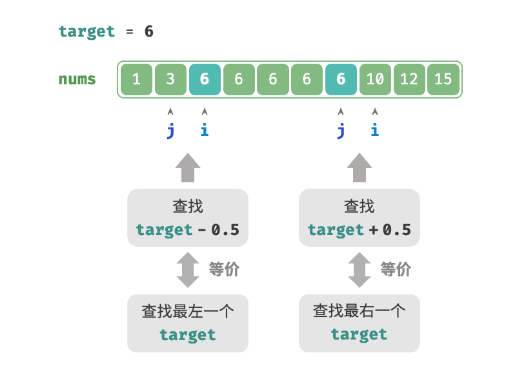 target = 6
nums 1 3 6 6 6 6 6 10 12 15
j i j i
查找
target - 0.5
查找
target + 0.5
等价
等价
查找最左一个
target
查找最右一个
target